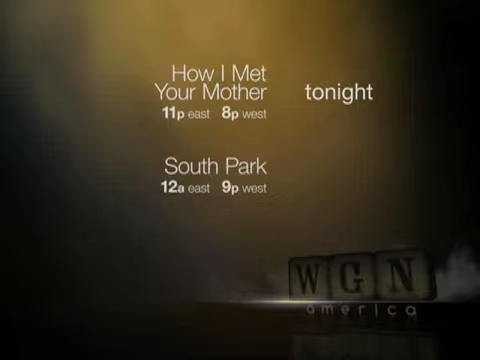 How I Met
Your Mother
tonight
11p east 8p west
South Park
12a east 9p west
WGN
america